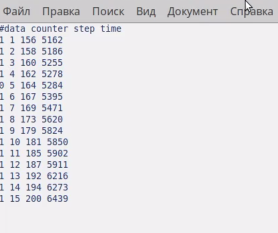 Файл Правка Поиск Вид Документ Справка
#data counter step time
1 1 156 5162
1 2 158 5186
1 3 160 5255
1 4 162 5278
0 5 164 5284
1 6 167 5395
1 7 169 5471
1 8 173 5620
1 9 179 5824
1 10 181 5850
1 11 185 5902
1 12 187 5911
1 13 192 6216
1 14 194 6273
1 15 200 6439